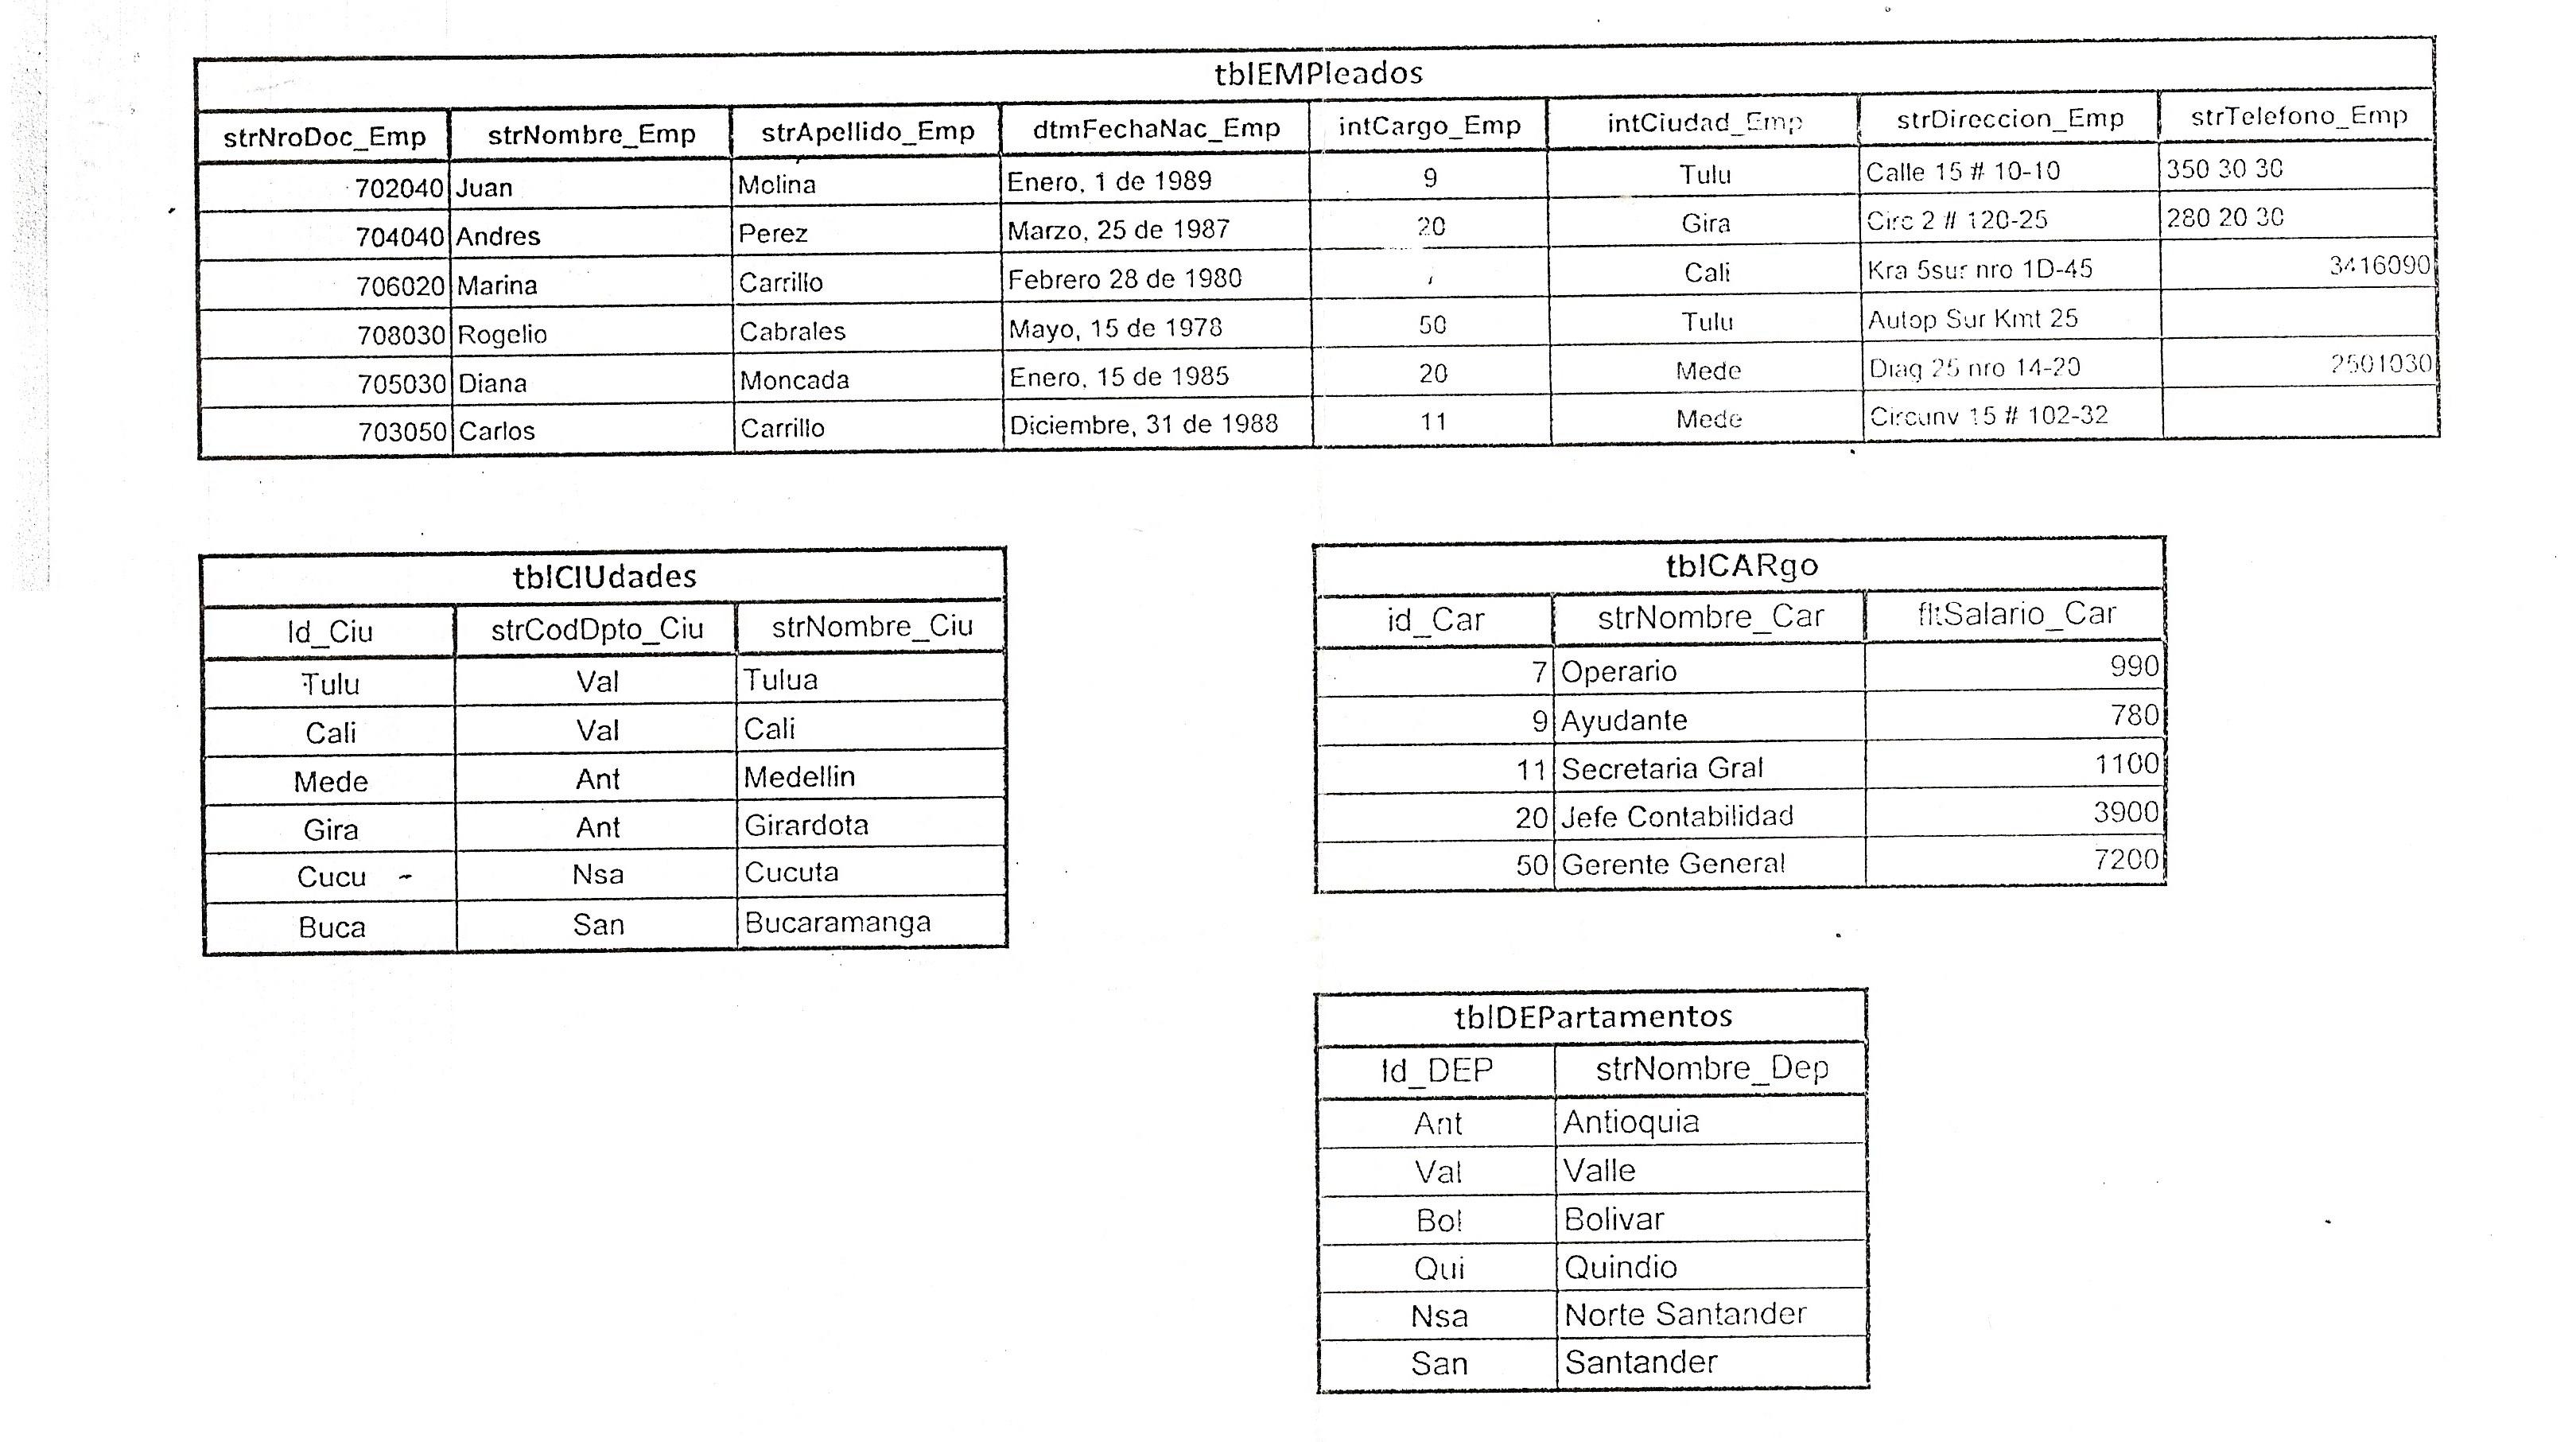 tblEMPleados
strNroDoc_Emp strNombre_Emp strApellido_Emp dtmFechaNac_Emp intCargo_Emp intCiudad_Emp strDireccion_Emp strTelefono_Emp
702040 Juan Molina Enero, 1 de 1989 9 Tulu Calle 15 # 10-10 350 30 30
704040 Andres Perez Marzo, 25 de 1987 20 Gira Circ 2 # 120-25 280 20 30
706020 Marina Carrillo Febrero 28 de 1980 Cali Kra 5sur nro 1D-45 3416090
708030 Rogelio Cabrales Mayo, 15 de 1978 50 Tulu Autop Sur Kmt 25
705030 Diana Moncada Enero, 15 de 1985 20 Mede Diag 25 nro 14-20 2501030
703050 Carlos Carrillo Diciembre, 31 de 1988 11 Mede Circunv 15 # 102-32
tblCIUdades
Id_Ciu strCodDpto_Ciu strNombre_Ciu
Tulu Val Tulua
Cali Val Cali
Mede Ant Medellin
Gira Ant Girardota
Cucu Nsa Cucuta
Buca San Bucaramanga
tblCARgo
id_Car strNombre_Car fltSalario_Car
7 Operario 990
9 Ayudante 780
11 Secretaria Gral 1100
20 Jefe Contabilidad 3900
50 Gerente General 7200
tblDEPartamentos
Id_DEP strNombre_Dep
Ant Antioquia
Val Valle
Bol Bolivar
Qui Quindio
Nsa Norte Santander
San Santander